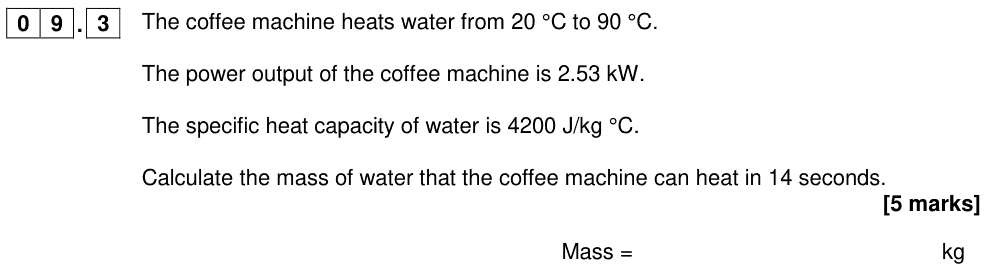 09.3 The coffee machine heats water from 20 °C to 90 °C.
The power output of the coffee machine is 2.53 kW.
The specific heat capacity of water is 4200 J/kg °C.
Calculate the mass of water that the coffee machine can heat in 14 seconds.
[5 marks]
Mass = kg